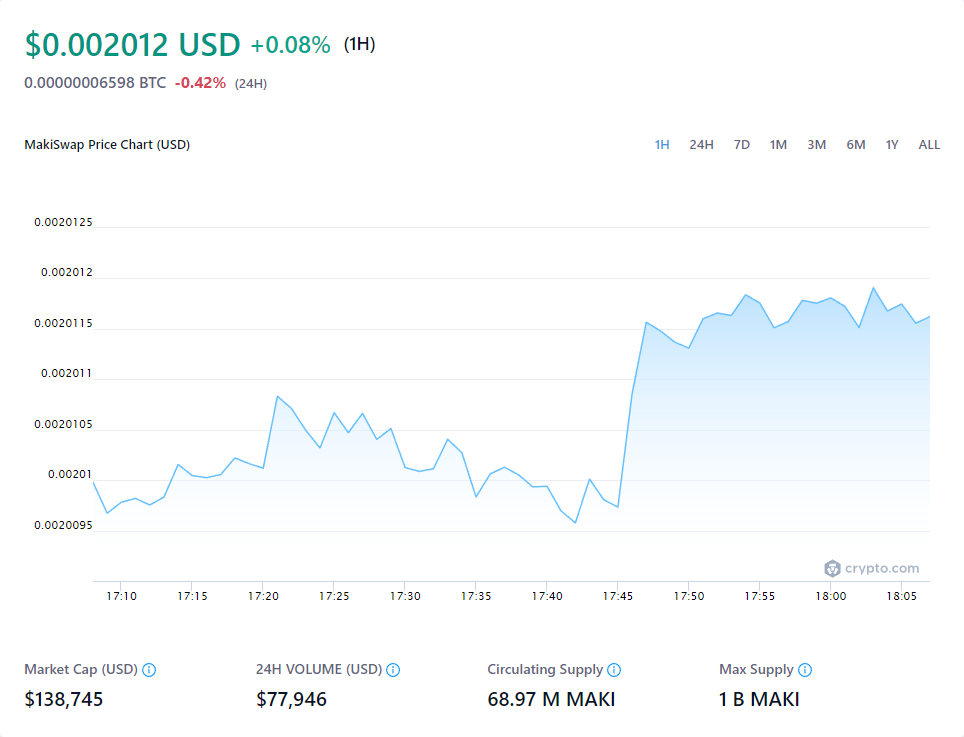 $0.002012 USD +0.08% (1H)
0.00000006598 BTC -0.42% (24H)
MakiSwap Price Chart (USD) 1H 24H 7D 1M 3M 6M 1Y ALL
0.0020125
0.002012
0.0020115
0.002011
0.0020105
0.00201
0.0020095
crypto.com
17:10 17:15 17:20 17:25 17:30 17:35 17:40 17:45 17:50 17:55 18:00 18:05
Market Cap (USD) 24H VOLUME (USD) Circulating Supply Max Supply
$138,745 $77,946 68.97 M MAKI 1 B MAKI